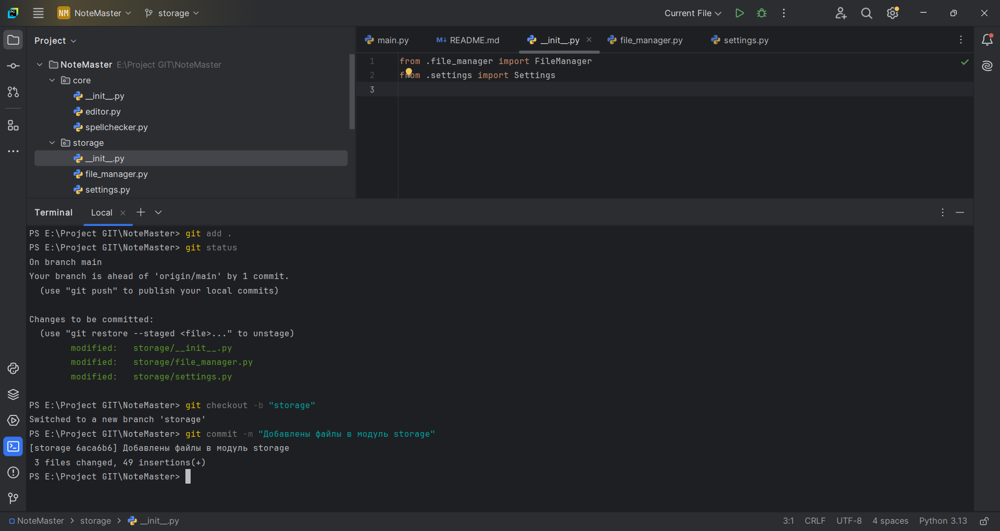 NM NoteMaster storage Current File
Project
main.py README.md __init__.py file_manager.py settings.py
NoteMaster E:\Project GIT\NoteMaster
core
__init__.py
editor.py
spellchecker.py
storage
__init__.py
file_manager.py
settings.py
1 from .file_manager import FileManager
2 from .settings import Settings
3
Terminal Local
PS E:\Project GIT\NoteMaster> git add .
PS E:\Project GIT\NoteMaster> git status
On branch main
Your branch is ahead of 'origin/main' by 1 commit.
(use "git push" to publish your local commits)
Changes to be committed:
(use "git restore --staged <file>..." to unstage)
modified: storage/__init__.py
modified: storage/file_manager.py
modified: storage/settings.py
PS E:\Project GIT\NoteMaster> git checkout -b "storage"
Switched to a new branch 'storage'
PS E:\Project GIT\NoteMaster> git commit -m "Добавлены файлы в модуль storage"
[storage 6aca6b6] Добавлены файлы в модуль storage
3 files changed, 49 insertions(+)
PS E:\Project GIT\NoteMaster>
NoteMaster > storage > __init__.py 3:1 CRLF UTF-8 4 spaces Python 3.13